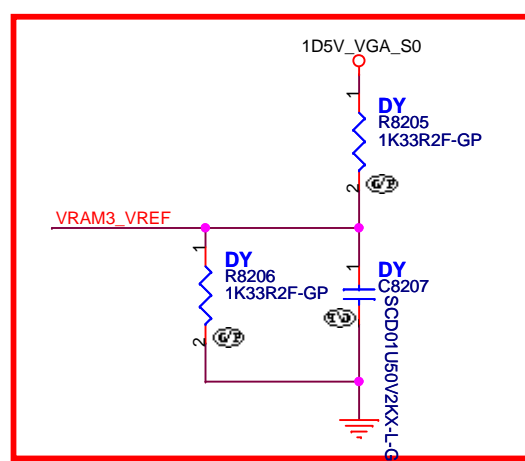 1D5V_VGA_S0
1
DY
R8205
1K33R2F-GP
2
G/P
VRAM3_VREF
1
DY
R8206
1K33R2F-GP
2
G/P
1
DY
C8207
SCD01U50V2KX-L-G
G/P